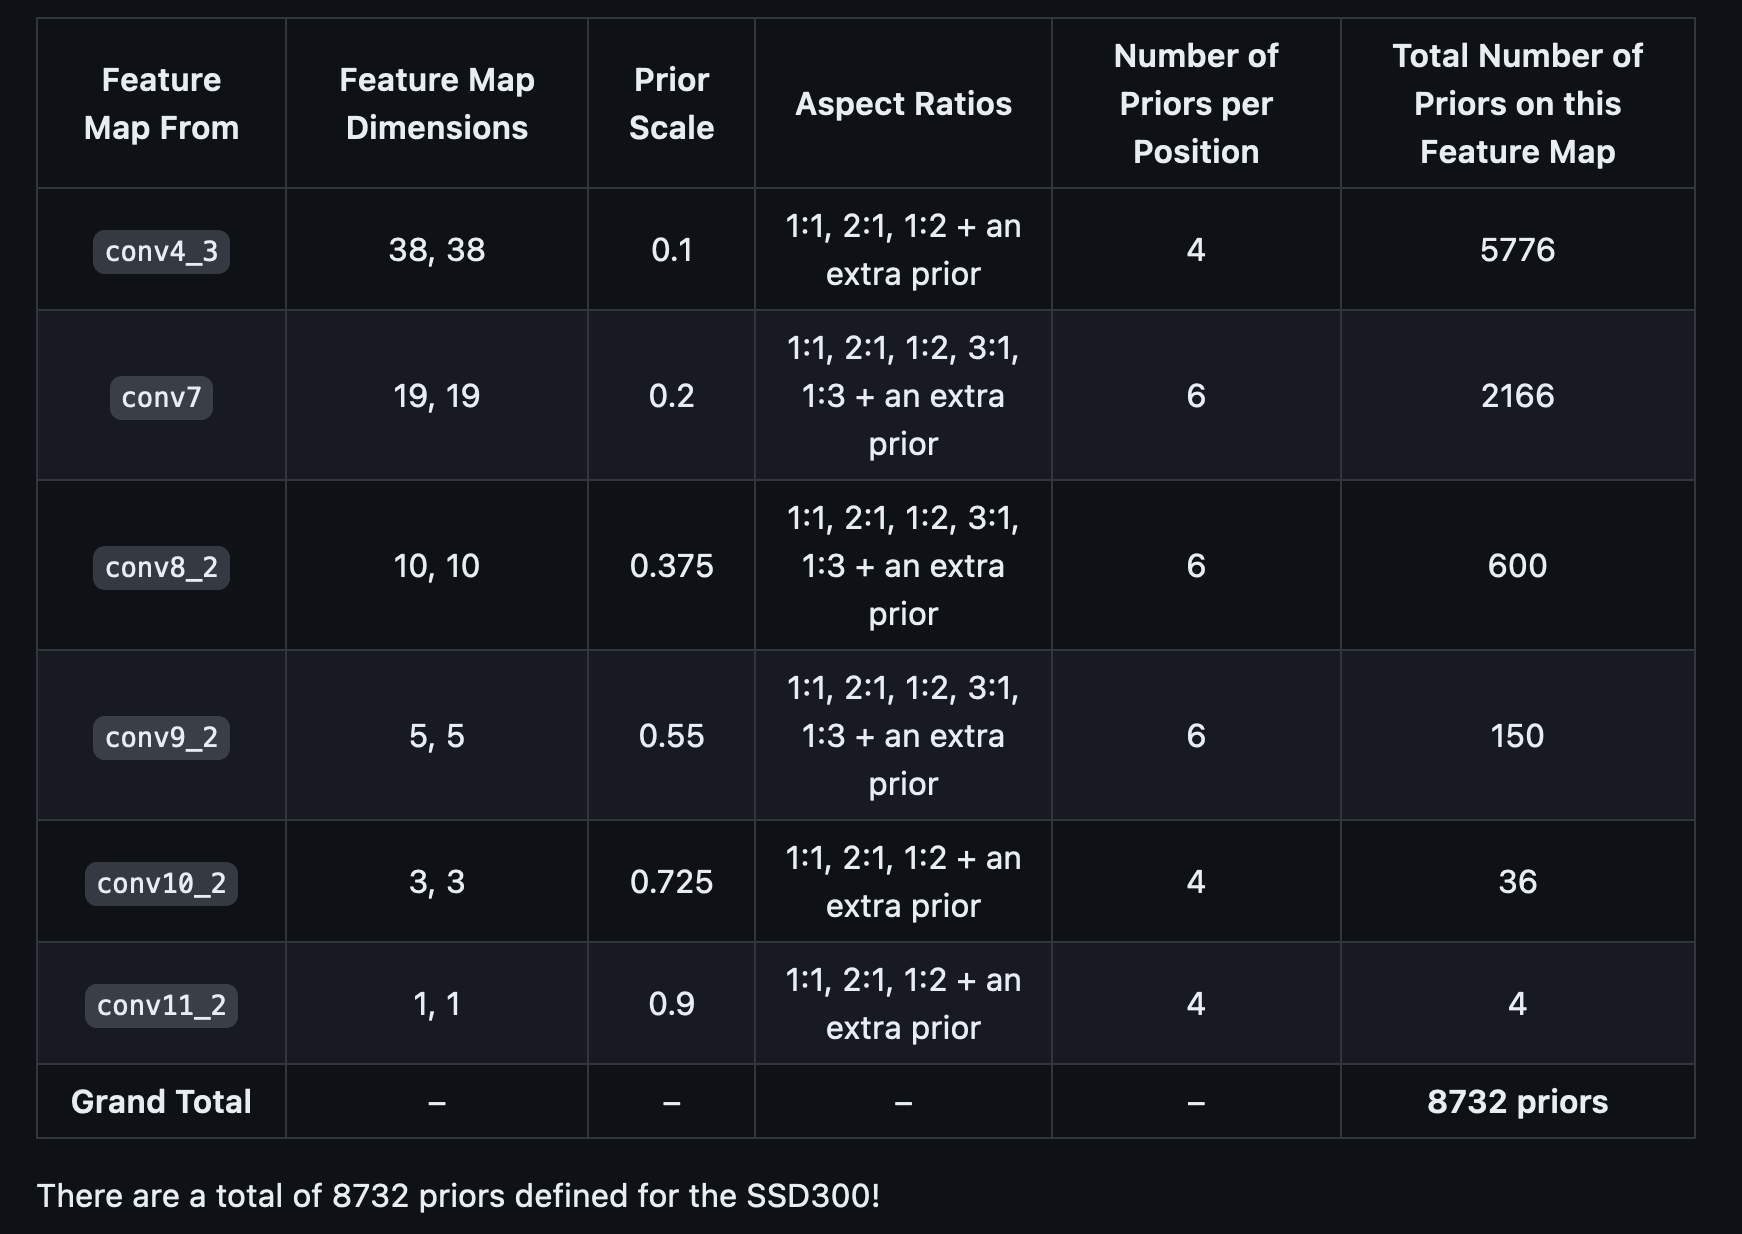 Feature
Map From
Feature Map
Dimensions
Prior
Scale
Aspect Ratios
Number of
Priors per
Position
Total Number of
Priors on this
Feature Map
conv4_3
38, 38
0.1
1:1, 2:1, 1:2 + an
extra prior
4
5776
conv7
19, 19
0.2
1:1, 2:1, 1:2, 3:1,
1:3 + an extra
prior
6
2166
conv8_2
10, 10
0.375
1:1, 2:1, 1:2, 3:1,
1:3 + an extra
prior
6
600
conv9_2
5, 5
0.55
1:1, 2:1, 1:2, 3:1,
1:3 + an extra
prior
6
150
conv10_2
3, 3
0.725
1:1, 2:1, 1:2 + an
extra prior
4
36
conv11_2
1, 1
0.9
1:1, 2:1, 1:2 + an
extra prior
4
4
Grand Total
–
–
–
–
8732 priors
There are a total of 8732 priors defined for the SSD300!